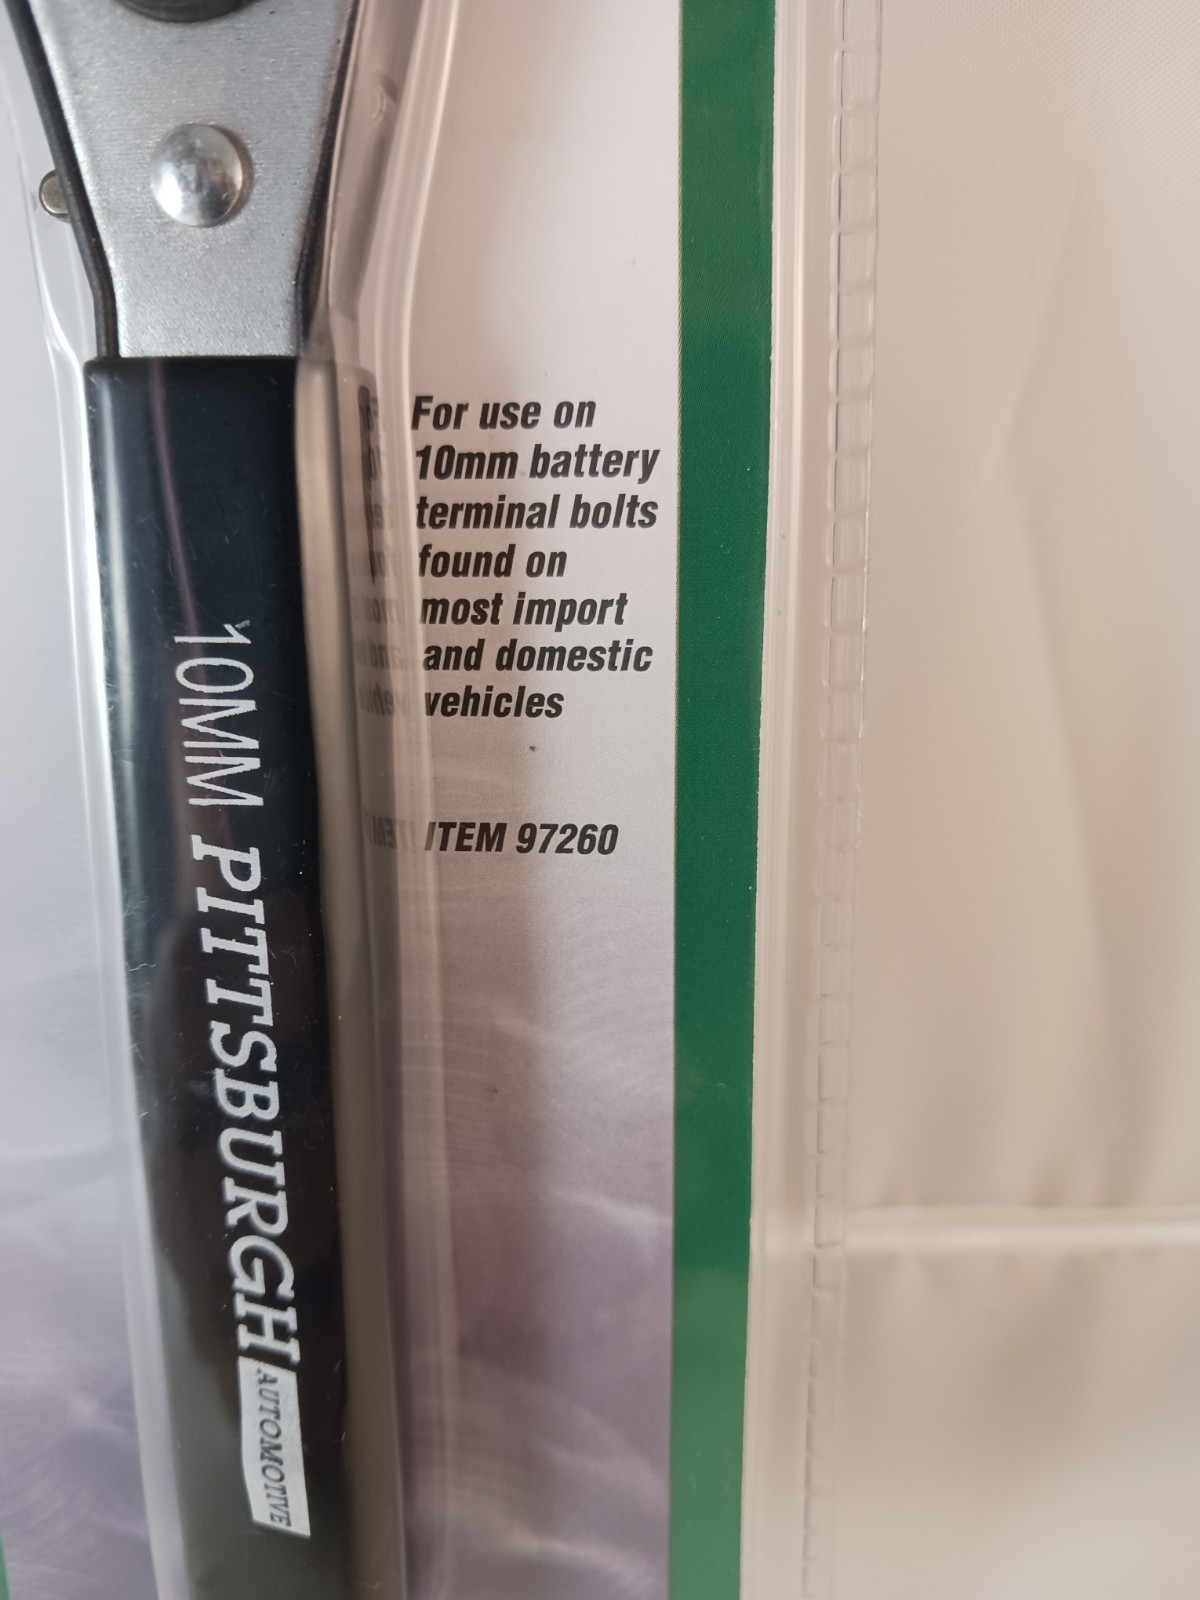 For use on
10mm battery
terminal bolts
found on
most import
and domestic
vehicles
ITEM 97260
10MM PITTSBURGH AUTOMOTIVE